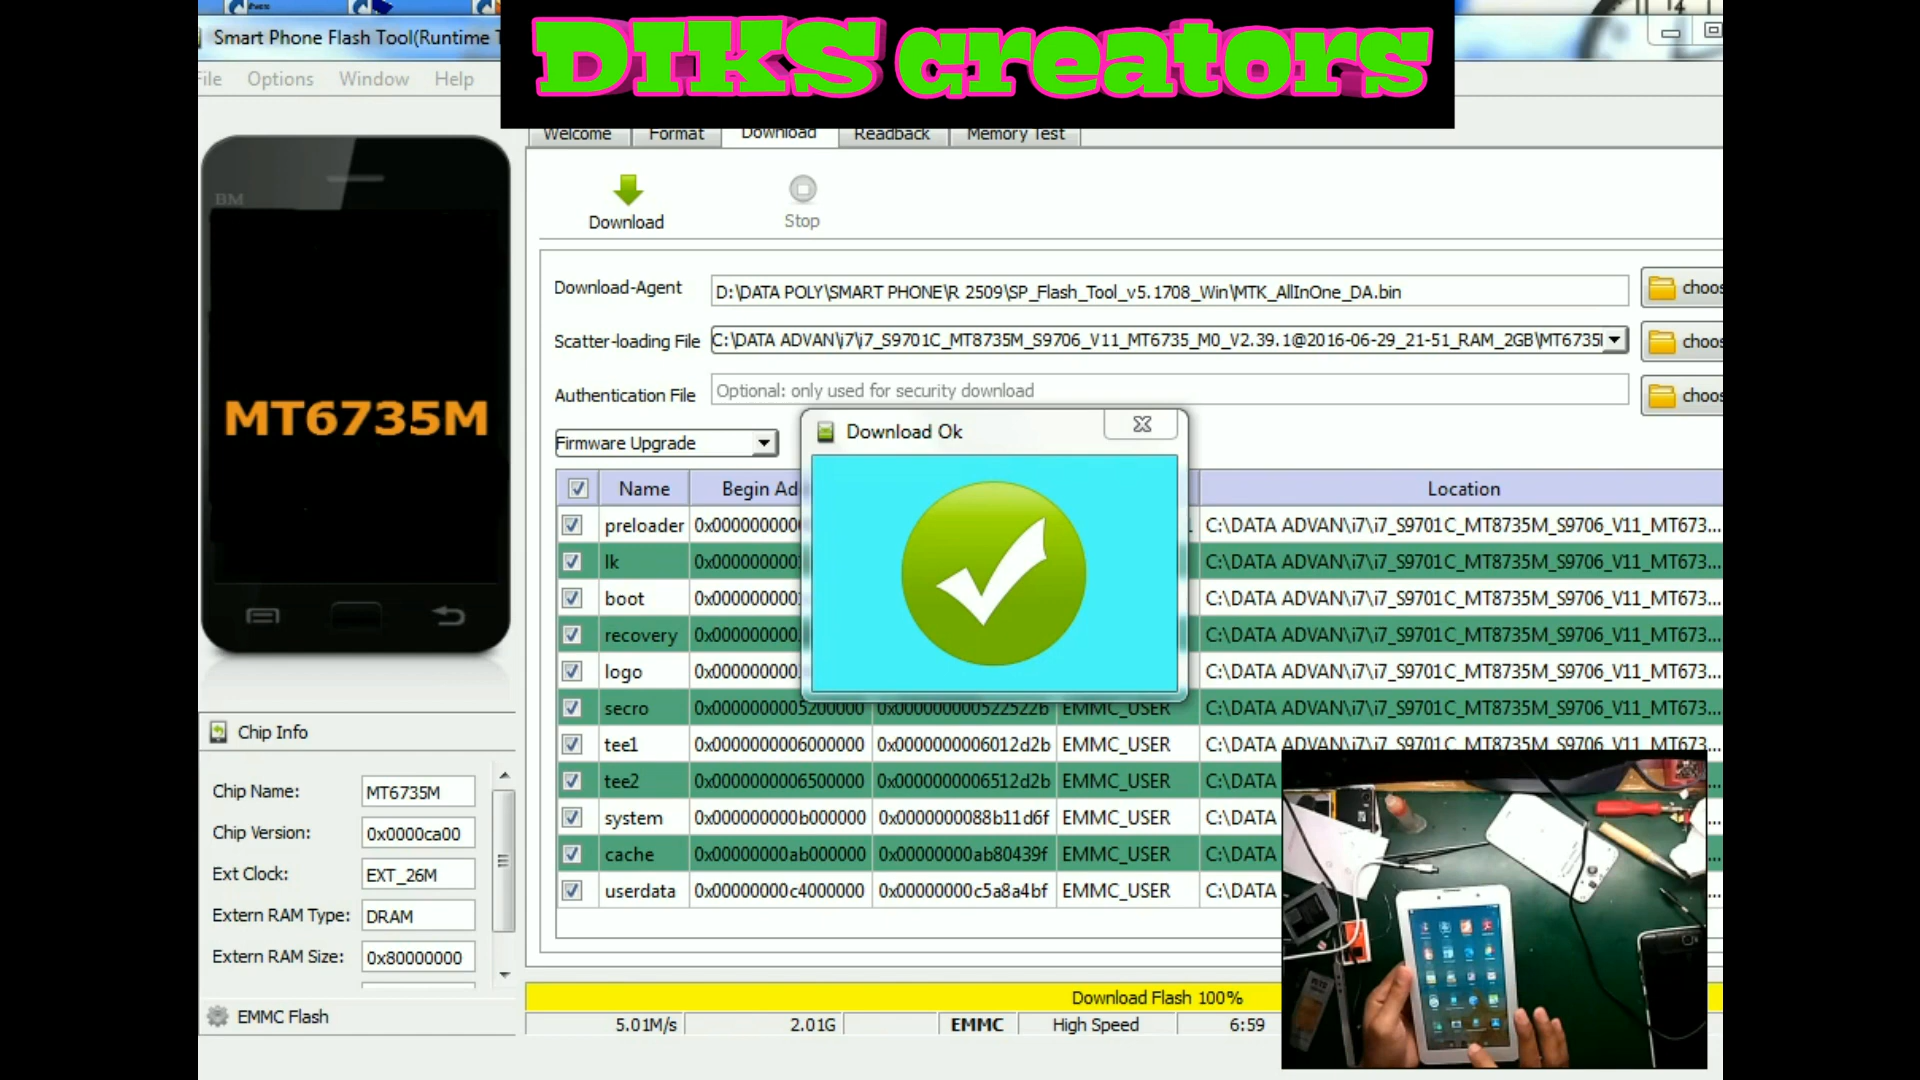 DIKS creators
Smart Phone Flash Tool(Runtime
Options Window Help
Welcome Format Download Readback Memory Test
BM
MT6735M
Download Stop
Download-Agent D:\DATA POLY\SMART PHONE\R 2509\SP_Flash_Tool_v5.1708_Win\MTK_AllInOne_DA.bin
Scatter-loading File C:\DATA ADVAN\i7\i7_S9701C_MT8735M_S9706_V11_MT6735_M0_V2.39.1@2016-06-29_21-51_RAM_2GB\MT6735
Authentication File Optional: only used for security download
Firmware Upgrade
Download Ok
Name Begin Ad Location
preloader C:\DATA ADVAN\i7\i7_S9701C_MT8735M_S9706_V11_MT673...
lk C:\DATA ADVAN\i7\i7_S9701C_MT8735M_S9706_V11_MT673...
boot C:\DATA ADVAN\i7\i7_S9701C_MT8735M_S9706_V11_MT673...
recovery C:\DATA ADVAN\i7\i7_S9701C_MT8735M_S9706_V11_MT673...
logo C:\DATA ADVAN\i7\i7_S9701C_MT8735M_S9706_V11_MT673...
secro 0x0000000005200000 0x000000000522522b EMMC_USER C:\DATA ADVAN\i7\i7_S9701C_MT8735M_S9706_V11_MT673...
tee1 0x0000000006000000 0x0000000006012d2b EMMC_USER C:\DATA ADVAN\i7\i7_S9701C_MT8735M_S9706_V11_MT673...
tee2 0x0000000006500000 0x0000000006512d2b EMMC_USER C:\DATA
system 0x000000000b000000 0x0000000088b11d6f EMMC_USER C:\DATA
cache 0x00000000ab000000 0x00000000ab80439f EMMC_USER C:\DATA
userdata 0x00000000c4000000 0x00000000c5a8a4bf EMMC_USER C:\DATA
Chip Info
Chip Name: MT6735M
Chip Version: 0x0000ca00
Ext Clock: EXT_26M
Extern RAM Type: DRAM
Extern RAM Size: 0x80000000
EMMC Flash
Download Flash 100%
5.01M/s 2.01G EMMC High Speed 6:59